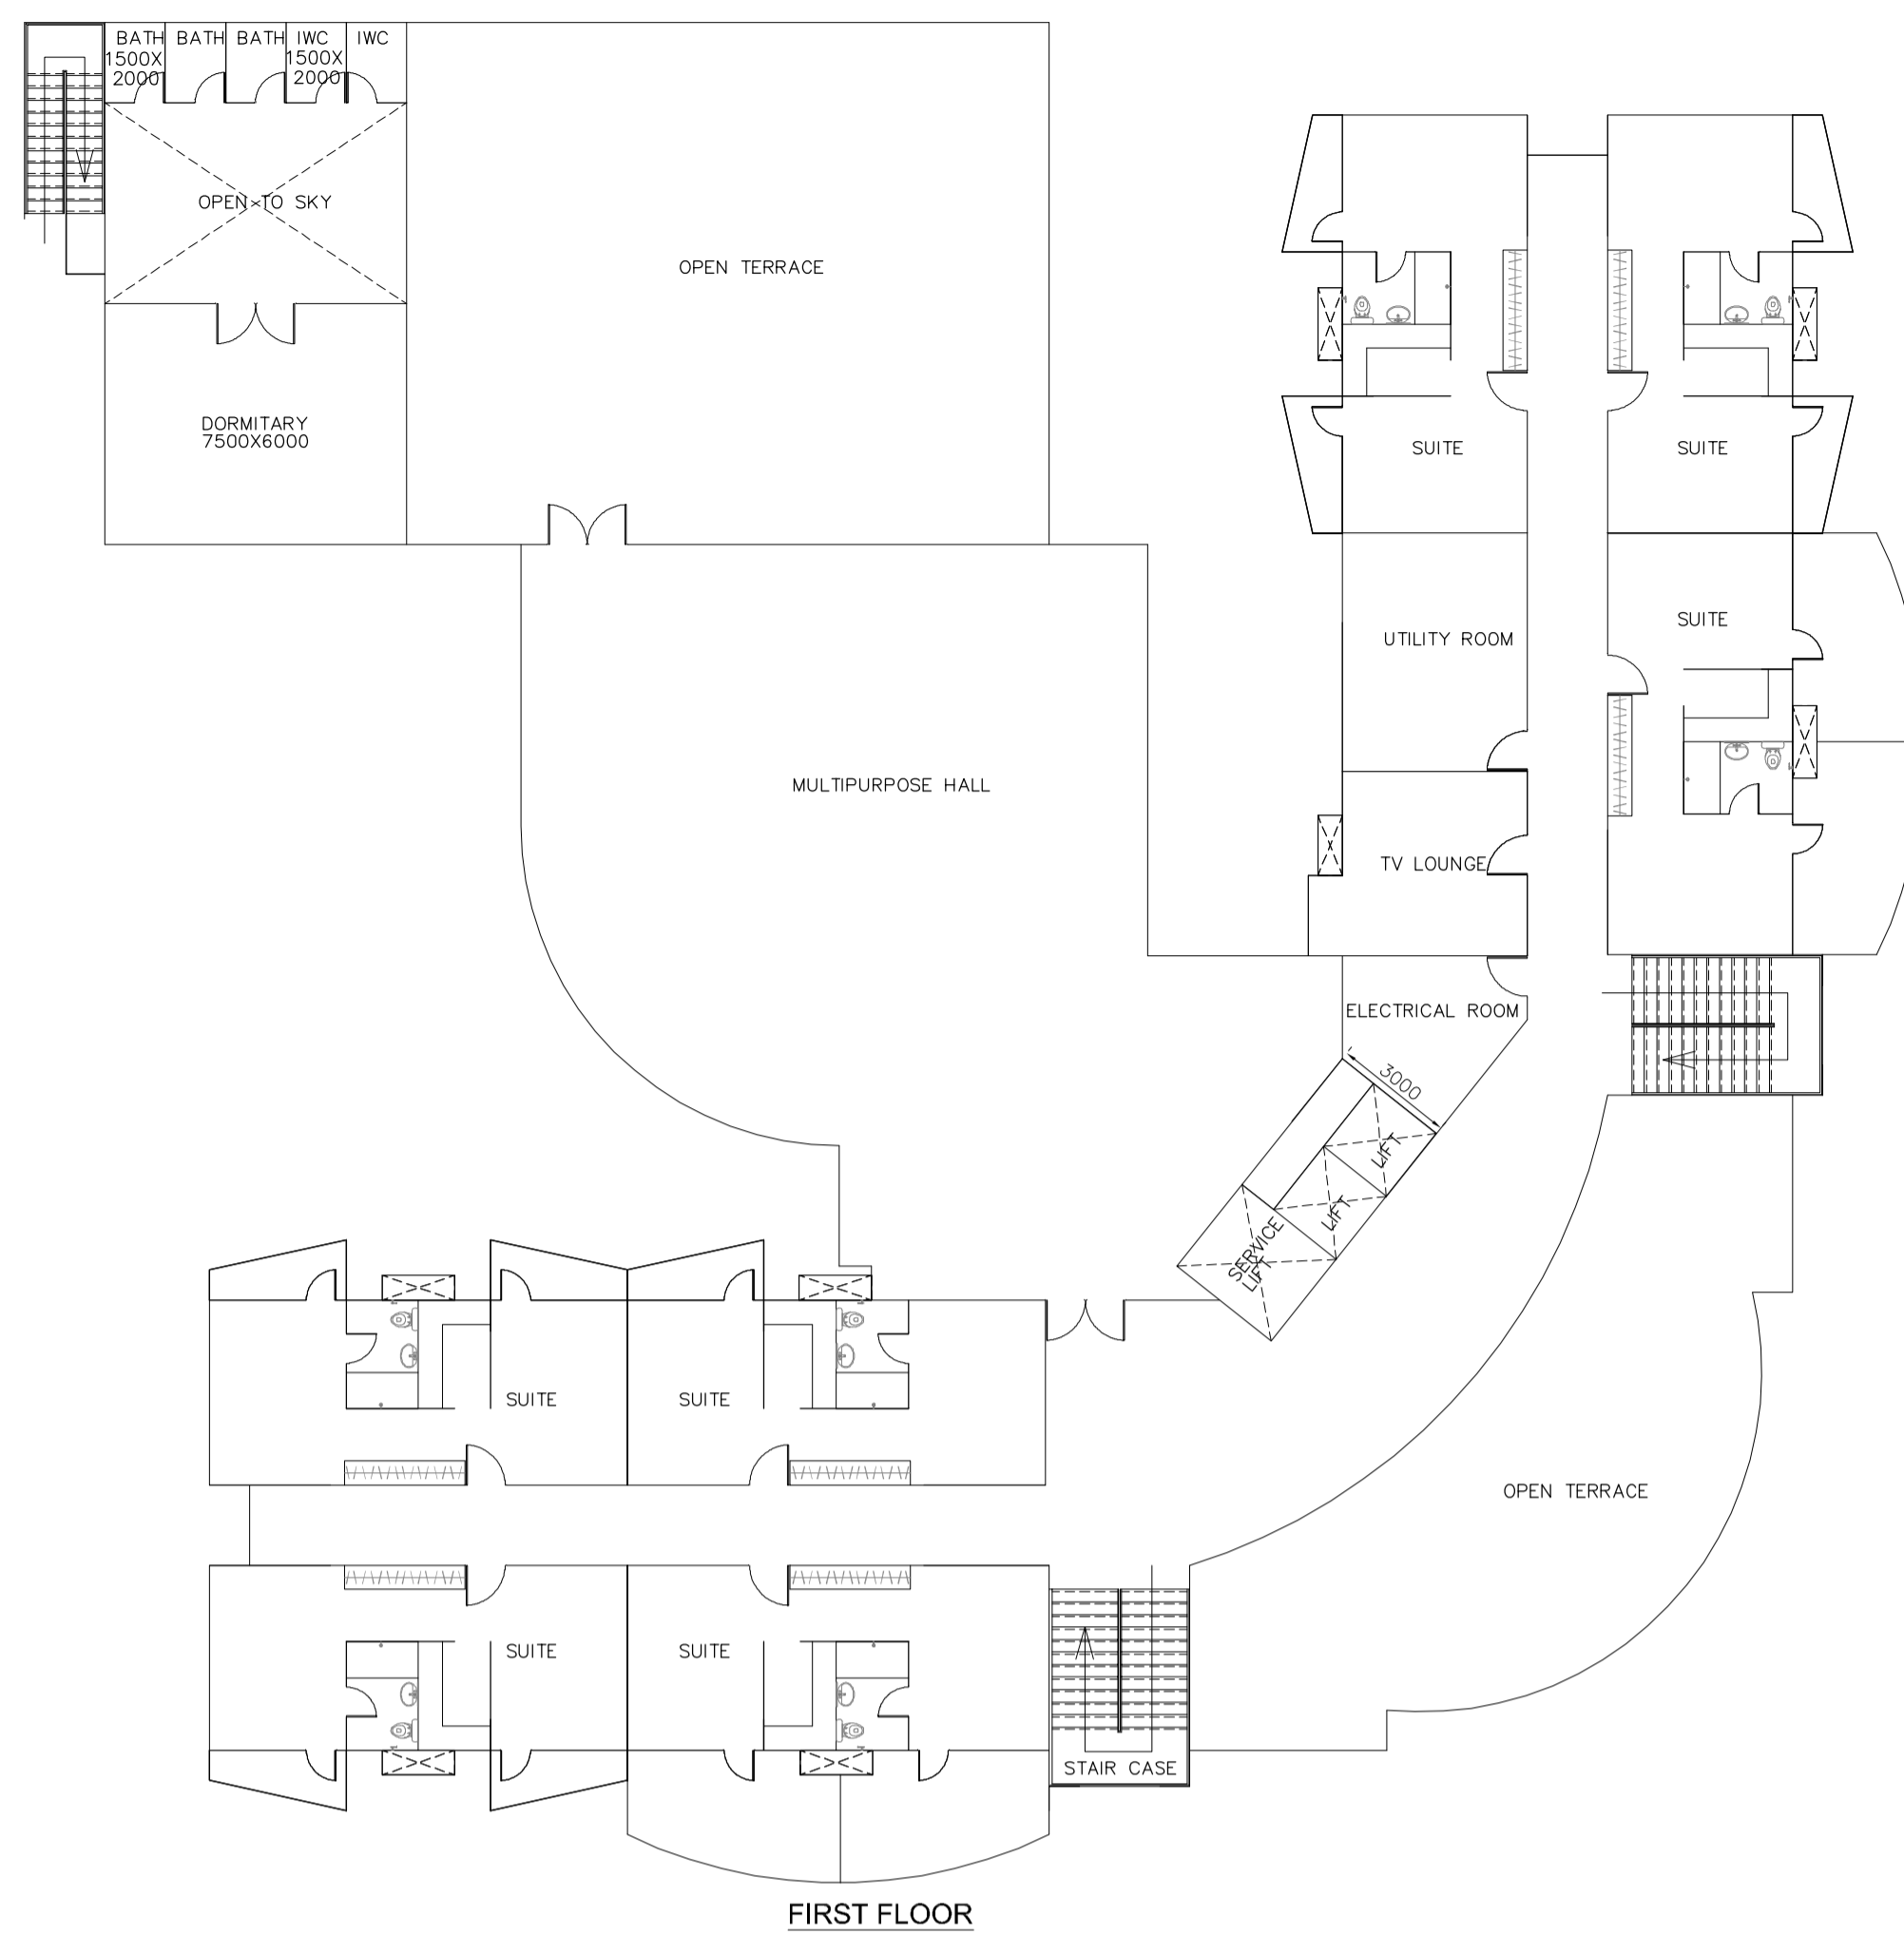 BATH
1500X
2000
BATH
BATH
IWC
1500X
2000
IWC
OPEN TO SKY
OPEN TERRACE
DORMITARY
7500X6000
SUITE
SUITE
SUITE
UTILITY ROOM
MULTIPURPOSE HALL
TV LOUNGE
ELECTRICAL ROOM
3000
LIFT
LIFT
SERVICE
LIFT
SUITE
SUITE
OPEN TERRACE
SUITE
SUITE
STAIR CASE
FIRST FLOOR